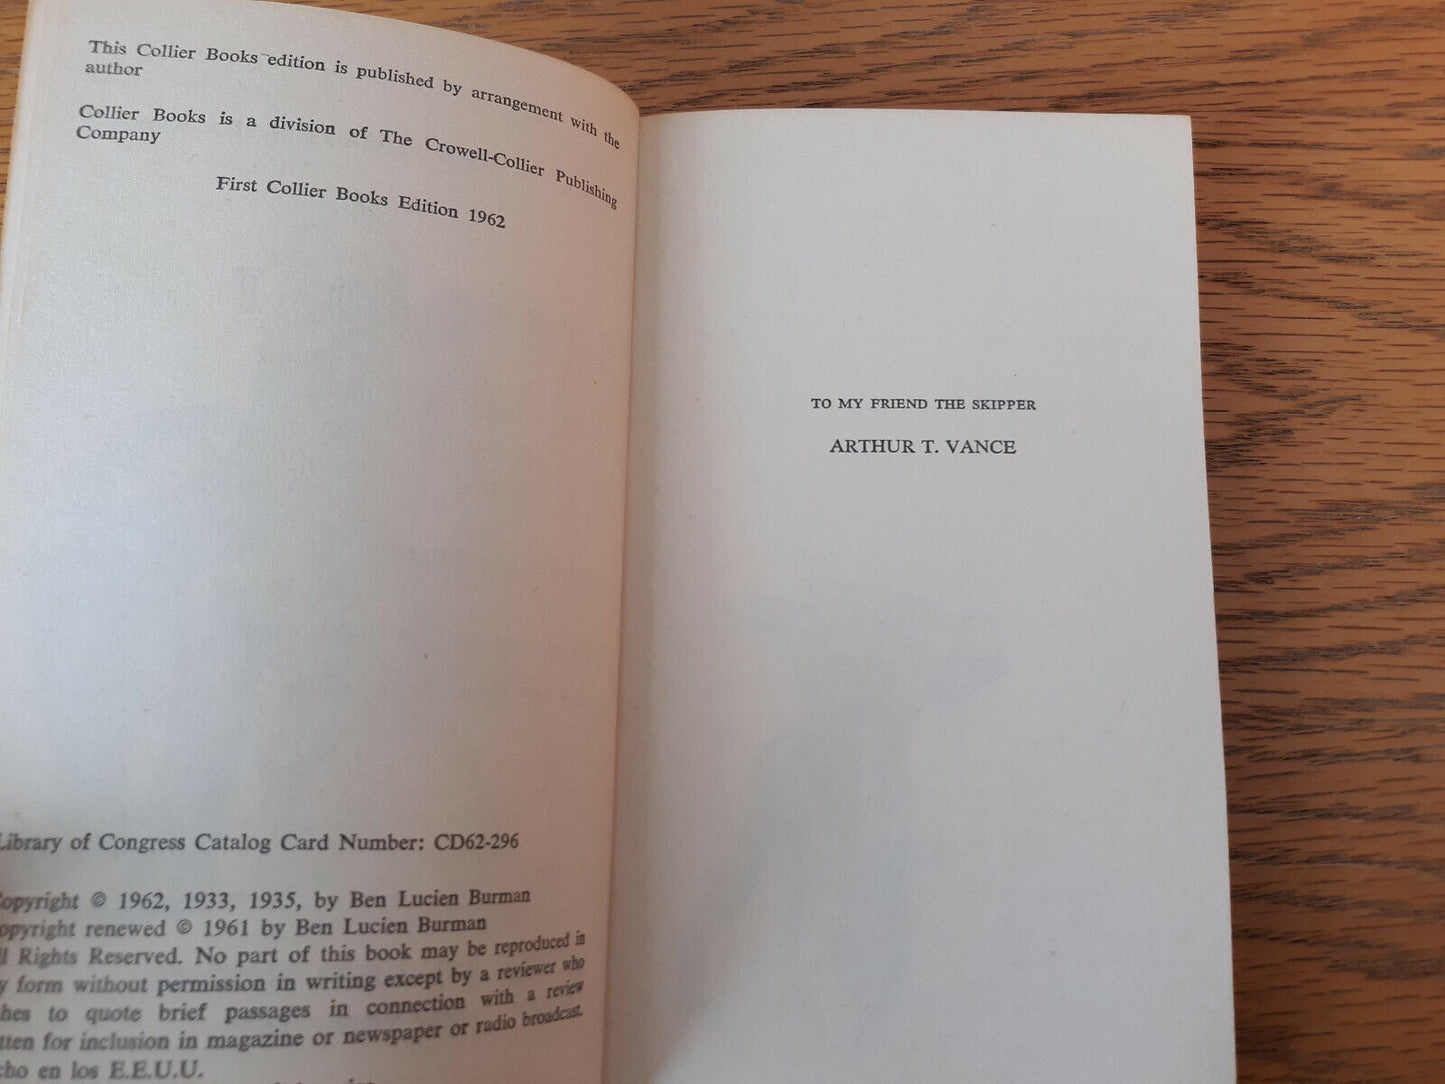 This Collier Books edition is published by arrangement with the
author
Collier Books is a division of The Crowell-Collier Publishing
Company
First Collier Books Edition 1962
Library of Congress Catalog Card Number: CD62-296
opyright © 1962, 1933, 1935, by Ben Lucien Burman
opyright renewed © 1961 by Ben Lucien Burman
ll Rights Reserved. No part of this book may be reproduced in
y form without permission in writing except by a reviewer who
hes to quote brief passages in connection with a review
tten for inclusion in magazine or newspaper or radio broadcast.
cho en los E.E.U.U.
TO MY FRIEND THE SKIPPER
ARTHUR T. VANCE